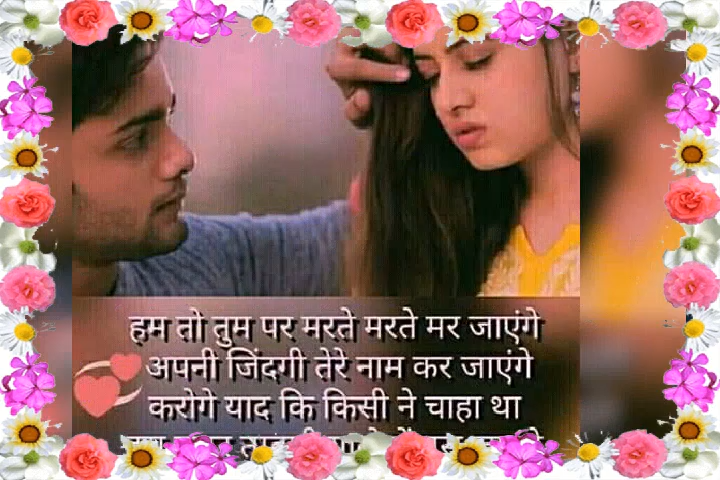 हम तो तुम पर मरते मरते मर जाएंगे
अपनी जिंदगी तेरे नाम कर जाएंगे
करोगे याद कि किसी ने चाहा था